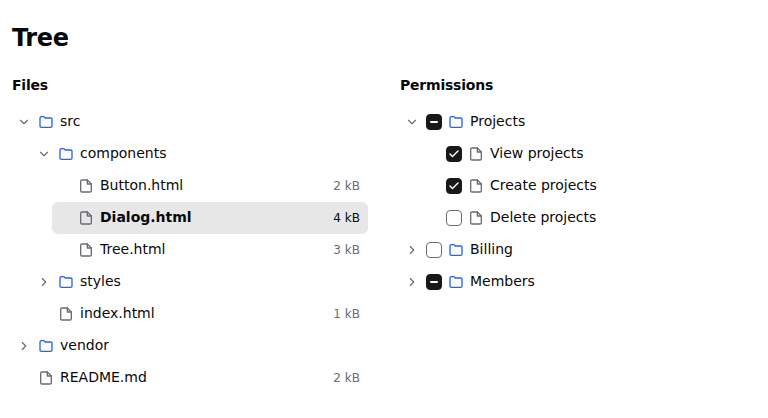 Tree
Files
src
components
Button.html 2 kB
Dialog.html 4 kB
Tree.html 3 kB
styles
index.html 1 kB
vendor
README.md 2 kB
Permissions
Projects
View projects
Create projects
Delete projects
Billing
Members